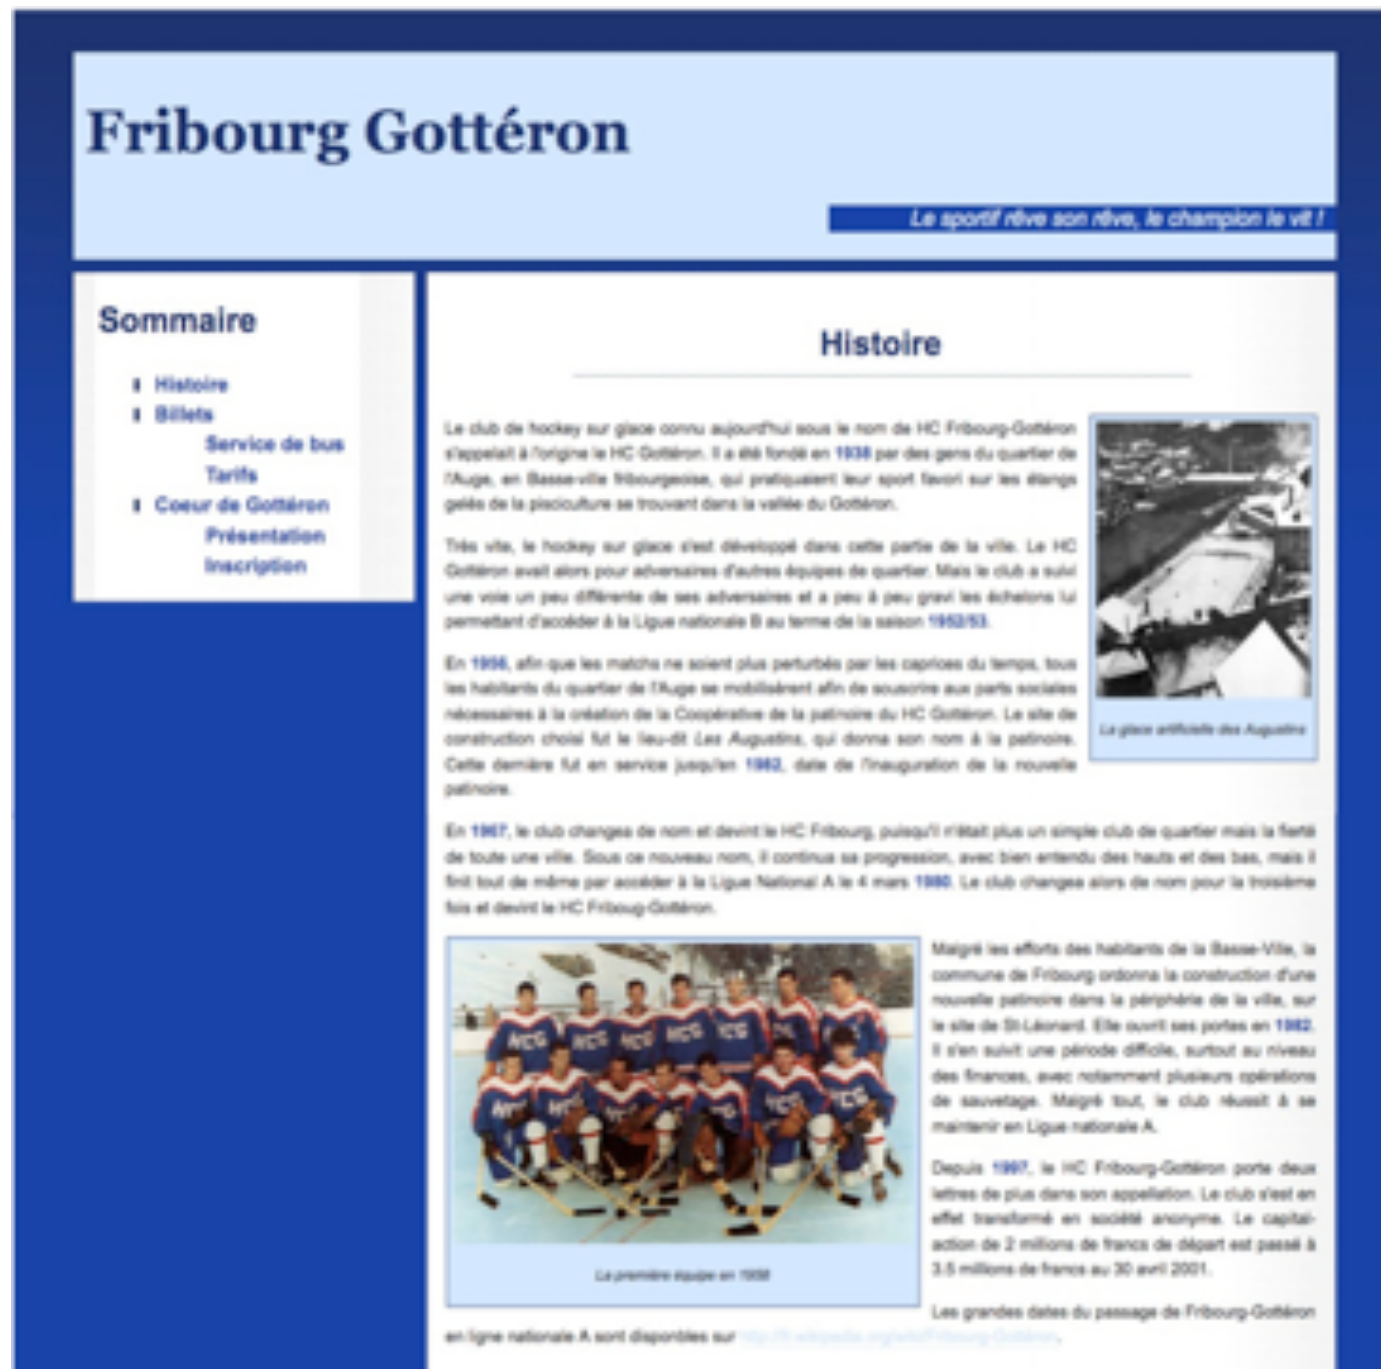 Fribourg Gottéron
Le sportif rêve son rêve, le champion le vit !
Sommaire
Histoire
Billets
Service de bus
Tarifs
Coeur de Gottéron
Présentation
Inscription
Histoire
Le club de hockey sur glace connu aujourd'hui sous le nom de HC Fribourg-Gottéron
s'appelait à l'origine le HC Gottéron. Il a été fondé en 1938 par des gens du quartier de
l'Auge, en Basse-ville fribourgeoise, qui pratiquaient leur sport favori sur les étangs
gelés de la pisciculture se trouvant dans la vallée du Gottéron.
Très vite, le hockey sur glace s'est développé dans cette partie de la ville. Le HC
Gottéron avait alors pour adversaires d'autres équipes de quartier. Mais le club a suivi
une voie un peu différente de ses adversaires et a peu à peu gravi les échelons lui
permettant d'accéder à la Ligue nationale B au terme de la saison 1952/53.
En 1956, afin que les matchs ne soient plus perturbés par les caprices du temps, tous
les habitants du quartier de l'Auge se mobilisèrent afin de souscrire aux parts sociales
nécessaires à la création de la Coopérative de la patinoire du HC Gottéron. Le site de
construction choisi fut le lieu-dit Les Augustins, qui donna son nom à la patinoire.
Cette dernière fut en service jusqu'en 1982, date de l'inauguration de la nouvelle
patinoire.
La glace artificielle des Augustins
En 1967, le club changea de nom et devint le HC Fribourg, puisqu'il n'était plus un simple club de quartier mais la fierté
de toute une ville. Sous ce nouveau nom, il continua sa progression, avec bien entendu des hauts et des bas, mais il
finit tout de même par accéder à la Ligue National A le 4 mars 1980. Le club changea alors de nom pour la troisième
fois et devint le HC Friboug-Gottéron.
HCG HCG HCG HCG HCG
HCG HCG HCG HCG
La première équipe en 1958
Malgré les efforts des habitants de la Basse-Ville, la
commune de Fribourg ordonna la construction d'une
nouvelle patinoire dans la périphérie de la ville, sur
le site de St-Léonard. Elle ouvrit ses portes en 1982.
Il s'en suivit une période difficile, surtout au niveau
des finances, avec notamment plusieurs opérations
de sauvetage. Malgré tout, le club réussit à se
maintenir en Ligue nationale A.
Depuis 1997, le HC Fribourg-Gottéron porte deux
lettres de plus dans son appellation. Le club s'est en
effet transformé en société anonyme. Le capital-
action de 2 millions de francs de départ est passé à
3.5 millions de francs au 30 avril 2001.
Les grandes dates du passage de Fribourg-Gottéron
en ligne nationale A sont disponbles sur http://fr.wikipedia.org/wiki/Fribourg-Gottéron.